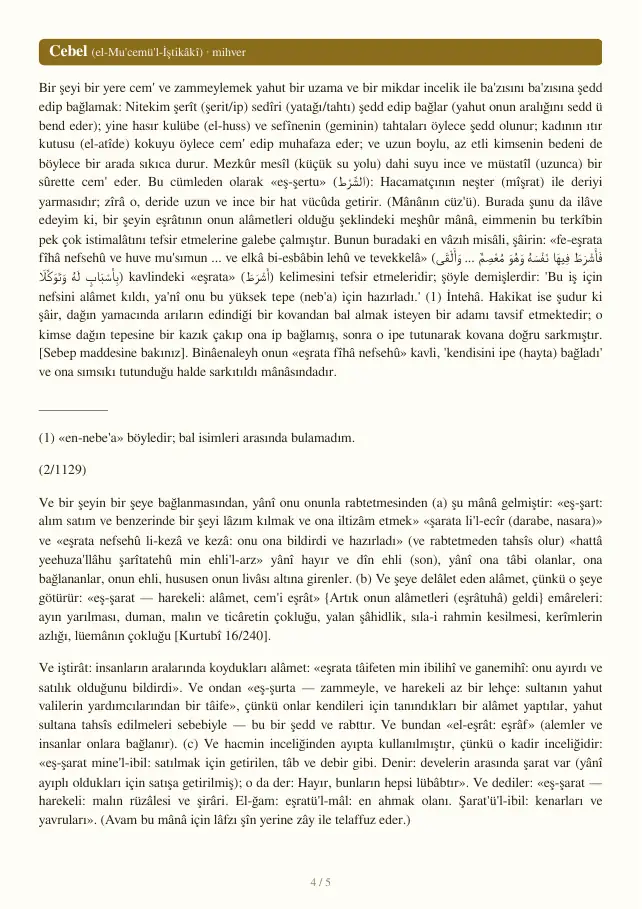 Cebel (el-Mu'cemü'l-İştikâkî) · mihver
Bir şeyi bir yere cem' ve zammeylemek yahut bir uzama ve bir mikdar incelik ile ba'zısını ba'zısına şedd
edip bağlamak: Nitekim şerît (şerit/ip) sedîri (yatağı/tahtı) şedd edip bağlar (yahut onun aralığını sedd ü
bend eder); yine hasır kulübe (el-huss) ve sefînenin (geminin) tahtaları öylece şedd olunur; kadının ıtır
kutusu (el-atîde) kokuyu öylece cem' edip muhafaza eder; ve uzun boylu, az etli kimsenin bedeni de
böylece bir arada sıkıca durur. Mezkûr mesîl (küçük su yolu) dahi suyu ince ve müstatîl (uzunca) bir
sûrette cem' eder. Bu cümleden olarak «eş-şertu» (الشَّرْط): Hacamatçının neşter (mîşrat) ile deriyi
yarmasıdır; zîrâ o, deride uzun ve ince bir hat vücûda getirir. (Mânânın cüz'ü). Burada şunu da ilâve
edeyim ki, bir şeyin eşrâtının onun alâmetleri olduğu şeklindeki meşhûr mânâ, eimmenin bu terkîbin
pek çok istimalâtını tefsir etmelerine galebe çalmıştır. Bunun buradaki en vâzıh misâli, şâirin: «fe-eşrata
fîhâ nefsehû ve huve mu'sımun ... ve elkâ bi-esbâbin lehû ve tevekkelâ» (فَأَشْرَطَ فِيهَا نَفْسَهُ وَهُوَ مُعْصِمٌ ... وَأَلْقَى
بِأَسْبَابٍ لَهُ وَتَوَكَّلَا) kavlindeki «eşrata» (أَشْرَطَ) kelimesini tefsir etmeleridir; şöyle demişlerdir: 'Bu iş için
nefsini alâmet kıldı, ya'nî onu bu yüksek tepe (neb'a) için hazırladı.' (1) İntehâ. Hakikat ise şudur ki
şâir, dağın yamacında arıların edindiği bir kovandan bal almak isteyen bir adamı tavsif etmektedir; o
kimse dağın tepesine bir kazık çakıp ona ip bağlamış, sonra o ipe tutunarak kovana doğru sarkmıştır.
[Sebep maddesine bakınız]. Binâenaleyh onun «eşrata fîhâ nefsehû» kavli, 'kendisini ipe (hayta) bağladı'
ve ona sımsıkı tutunduğu halde sarkıtıldı mânâsındadır.
(1) «en-nebe'a» böyledir; bal isimleri arasında bulamadım.
(2/1129)
Ve bir şeyin bir şeye bağlanmasından, yânî onu onunla rabtetmesinden (a) şu mânâ gelmiştir: «eş-şart:
alım satım ve benzerinde bir şeyi lâzım kılmak ve ona iltizâm etmek» «şarata li'l-ecîr (darabe, nasara)»
ve «eşrata nefsehû li-kezâ ve kezâ: onu ona bildirdi ve hazırladı» (ve rabtetmeden tahsîs olur) «hattâ
yeehuza'llâhu şarîtatehû min ehli'l-arz» yânî hayır ve dîn ehli (son), yânî ona tâbi olanlar, ona
bağlananlar, onun ehli, hususen onun livâsı altına girenler. (b) Ve şeye delâlet eden alâmet, çünkü o şeye
götürür: «eş-şarat — harekeli: alâmet, cem'i eşrât» {Artık onun alâmetleri (eşrâtuhâ) geldi} emâreleri:
ayın yarılması, duman, malın ve ticâretin çokluğu, yalan şâhidlik, sıla-i rahmin kesilmesi, kerîmlerin
azlığı, lüemânın çokluğu [Kurtubî 16/240].
Ve iştirât: insanların aralarında koydukları alâmet: «eşrata tâifeten min ibilihî ve ganemihî: onu ayırdı ve
satılık olduğunu bildirdi». Ve ondan «eş-şurta — zammeyle, ve harekeli az bir lehçe: sultanın yahut
valilerin yardımcılarından bir tâife», çünkü onlar kendileri için tanındıkları bir alâmet yaptılar, yahut
sultana tahsîs edilmeleri sebebiyle — bu bir şedd ve rabttır. Ve bundan «el-eşrât: eşrâf» (alemler ve
insanlar onlara bağlanır). (c) Ve hacmin inceliğinden ayıpta kullanılmıştır, çünkü o kadir inceliğidir:
«eş-şarat mine'l-ibil: satılmak için getirilen, tâb ve debir gibi. Denir: develerin arasında şarat var (yânî
ayıplı oldukları için satışa getirilmiş); o da der: Hayır, bunların hepsi lübâbtır». Ve dediler: «eş-şarat —
harekeli: malın rüzâlesi ve şirâri. El-ğam: eşratü'l-mâl: en ahmak olanı. Şarat'ü'l-ibil: kenarları ve
yavruları». (Avam bu mânâ için lâfzı şîn yerine zây ile telaffuz eder.)
4 / 5